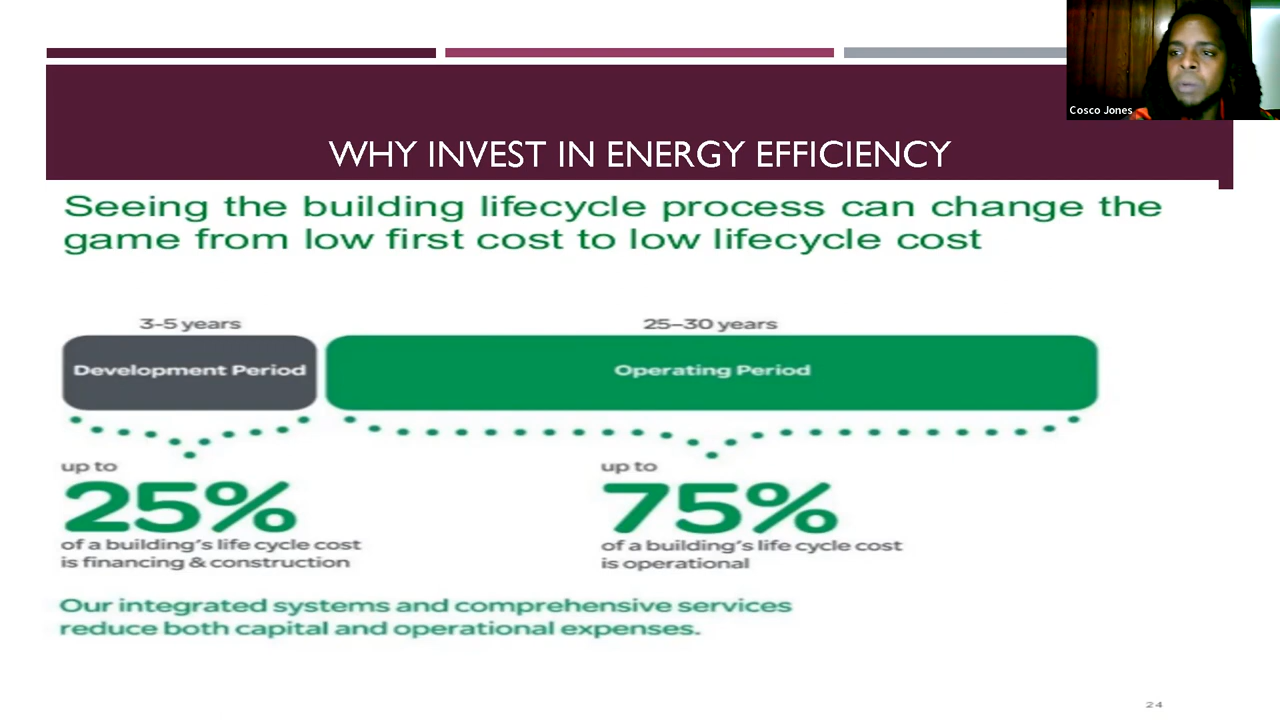 Cosco Jones
WHY INVEST IN ENERGY EFFICIENCY
Seeing the building lifecycle process can change the
game from low first cost to low lifecycle cost
3-5 years
25–30 years
Development Period
Operating Period
up to
25%
of a building's life cycle cost
is financing & construction
up to
75%
of a building's life cycle cost
is operational
Our integrated systems and comprehensive services
reduce both capital and operational expenses.
24